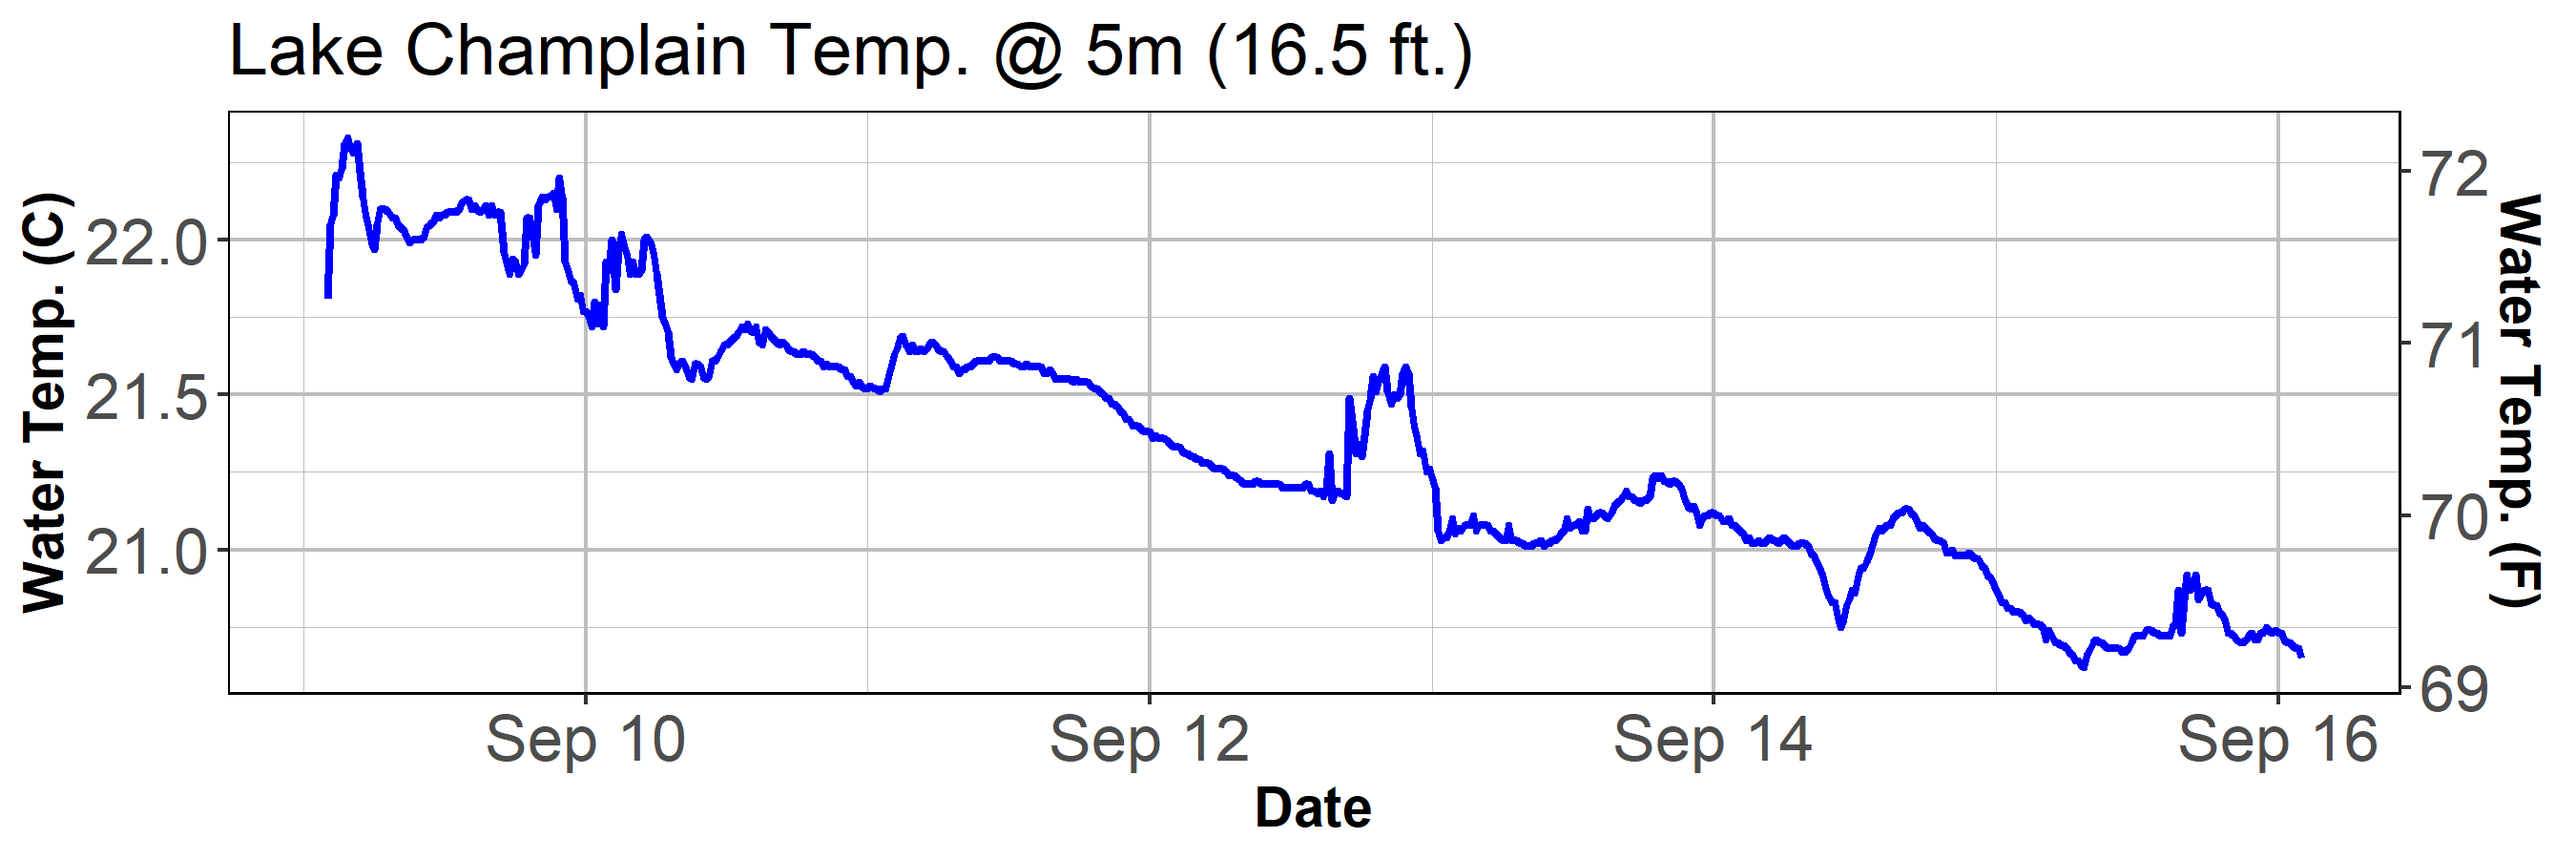 Lake Champlain Temp. @ 5m (16.5 ft.)
Water Temp. (C)
22.0
21.5
21.0
72
71
70
69
Water Temp. (F)
Sep 10 Sep 12 Sep 14 Sep 16
Date